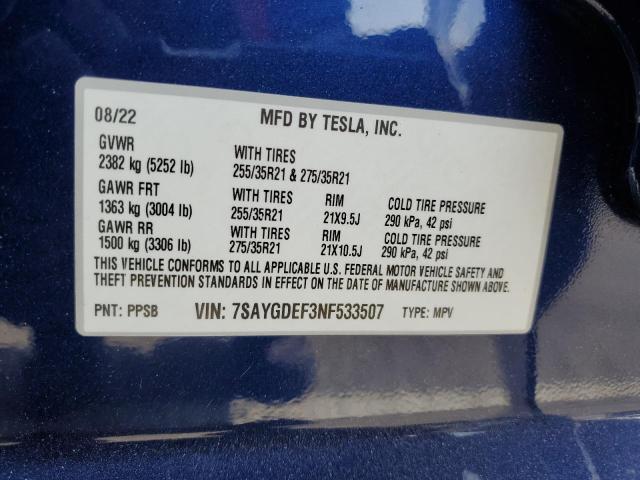 08/22 MFD BY TESLA, INC.
GVWR
2382 kg (5252 lb)
WITH TIRES
255/35R21 & 275/35R21
GAWR FRT WITH TIRES RIM COLD TIRE PRESSURE
1363 kg (3004 lb) 255/35R21 21X9.5J 290 kPa, 42 psi
GAWR RR WITH TIRES RIM COLD TIRE PRESSURE
1500 kg (3306 lb) 275/35R21 21X10.5J 290 kPa, 42 psi
THIS VEHICLE CONFORMS TO ALL APPLICABLE U.S. FEDERAL MOTOR VEHICLE SAFETY AND
THEFT PREVENTION STANDARDS IN EFFECT ON THE DATE OF MANUFACTURE SHOWN ABOVE.
PNT: PPSB VIN: 7SAYGDEF3NF533507 TYPE: MPV